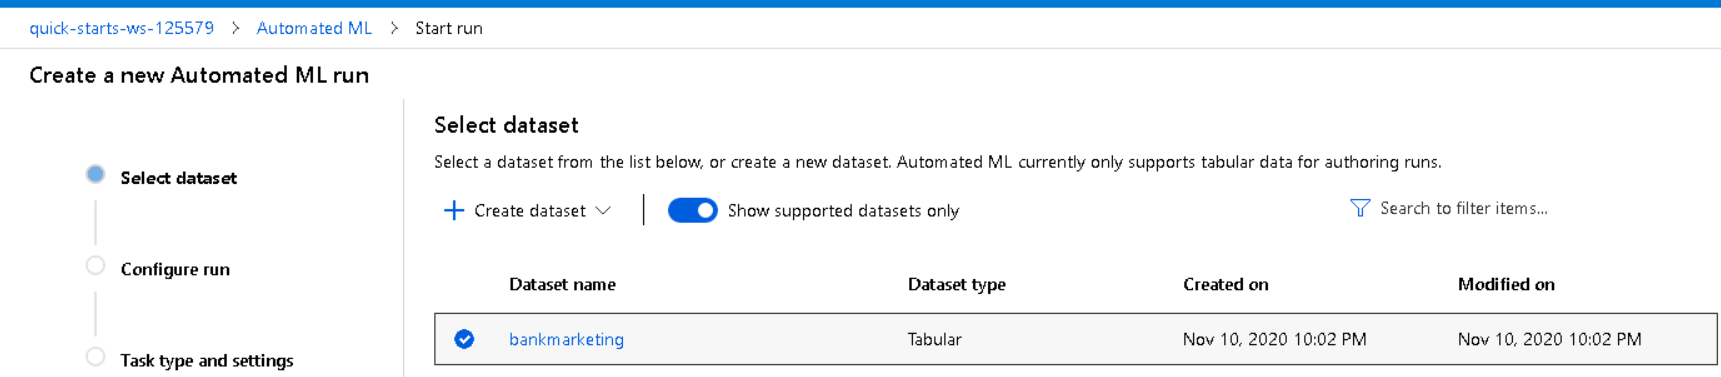 quick-starts-ws-125579 > Automated ML > Start run
Create a new Automated ML run
Select dataset
Configure run
Task type and settings
Select dataset
Select a dataset from the list below, or create a new dataset. Automated ML currently only supports tabular data for authoring runs.
+ Create dataset Show supported datasets only Search to filter items...
Dataset name Dataset type Created on Modified on
bankmarketing Tabular Nov 10, 2020 10:02 PM Nov 10, 2020 10:02 PM